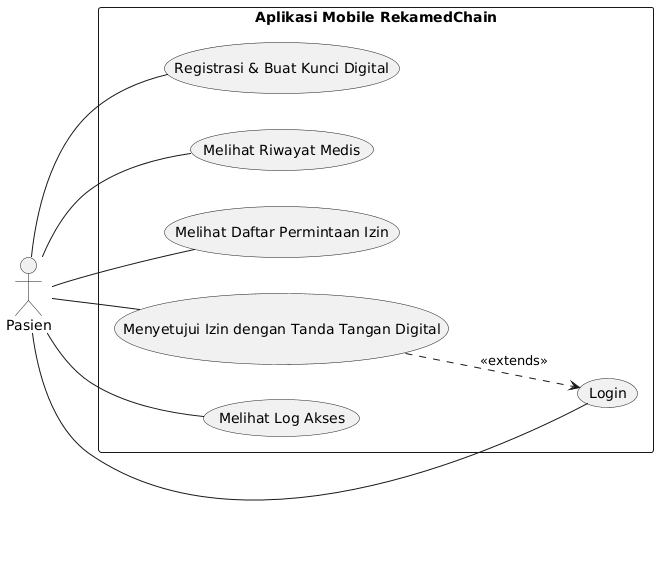 Aplikasi Mobile RekamedChain
Registrasi & Buat Kunci Digital
Melihat Riwayat Medis
Melihat Daftar Permintaan Izin
Pasien
Menyetujui Izin dengan Tanda Tangan Digital
«extends»
Login
Melihat Log Akses